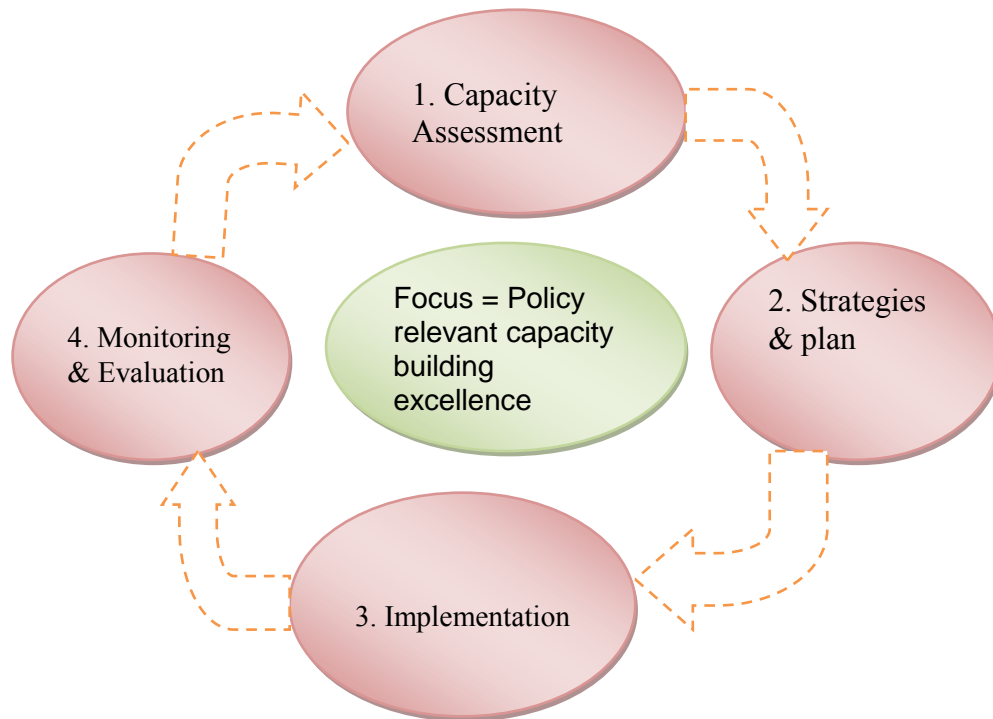 1. Capacity
Assessment
2. Strategies
& plan
Focus = Policy
relevant capacity
building
excellence
4. Monitoring
& Evaluation
3. Implementation